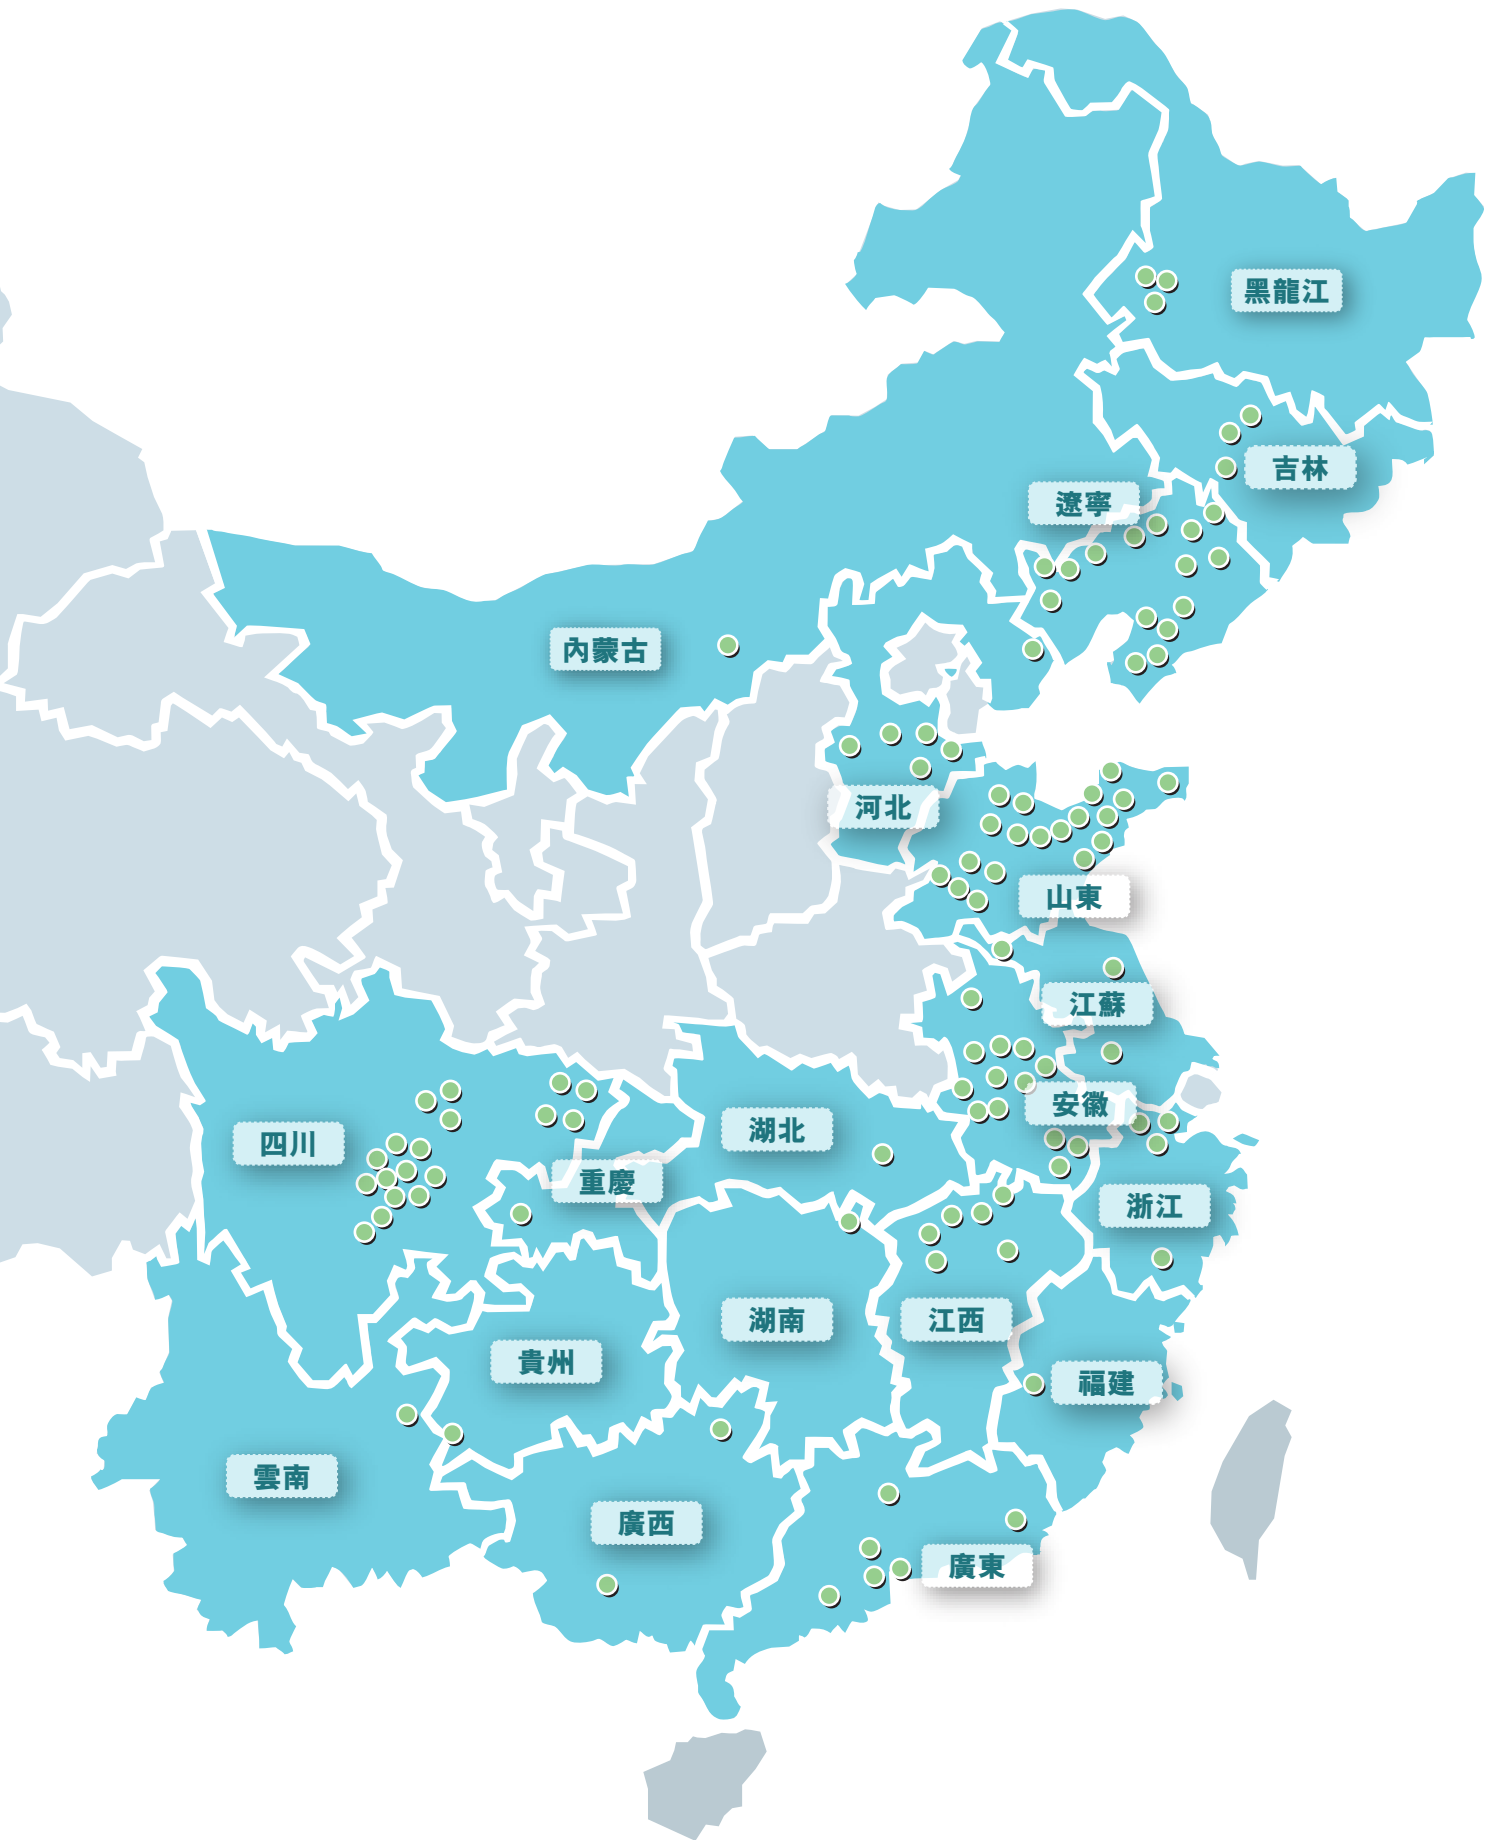 黑龍江
吉林
遼寧
內蒙古
河北
山東
江蘇
安徽
湖北
四川
重慶
浙江
湖南
江西
貴州
福建
雲南
廣西
廣東